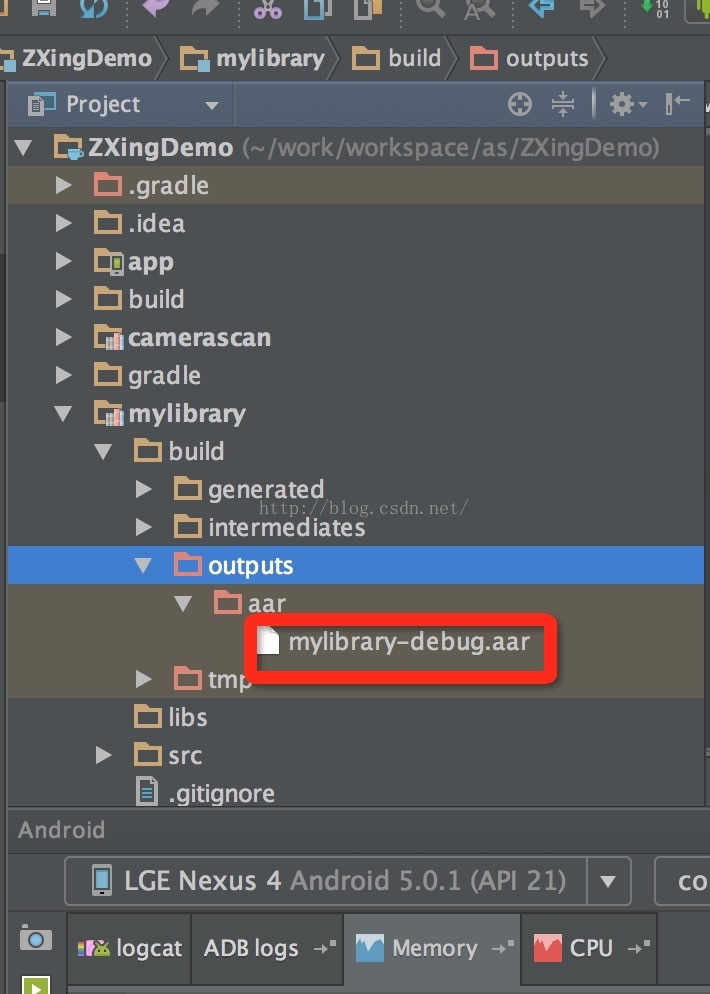 ZXingDemo mylibrary build outputs
Project
ZXingDemo (~/work/workspace/as/ZXingDemo)
.gradle
.idea
app
build
camerascan
gradle
mylibrary
build
generated
http://blog.csdn.net/
intermediates
outputs
aar
mylibrary-debug.aar
tmp
libs
src
.gitignore
Android
LGE Nexus 4 Android 5.0.1 (API 21) co
logcat ADB logs Memory CPU